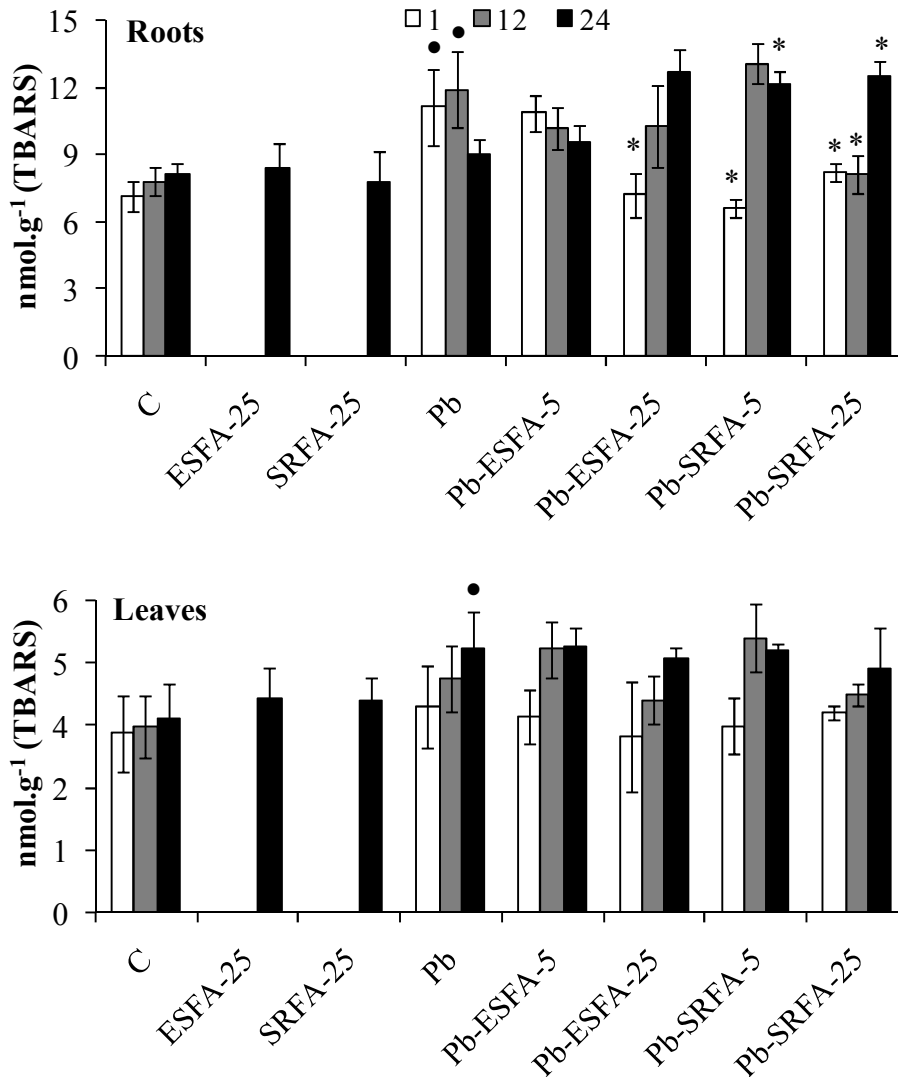 1 12 24
Roots
nmol.g-1 (TBARS)
15
12
9
6
3
0
● ●
* * * * * *
C
ESFA-25
SRFA-25
Pb
Pb-ESFA-5
Pb-ESFA-25
Pb-SRFA-5
Pb-SRFA-25
Leaves
nmol.g-1 (TBARS)
6
5
4
2
1
0
●
C
ESFA-25
SRFA-25
Pb
Pb-ESFA-5
Pb-ESFA-25
Pb-SRFA-5
Pb-SRFA-25